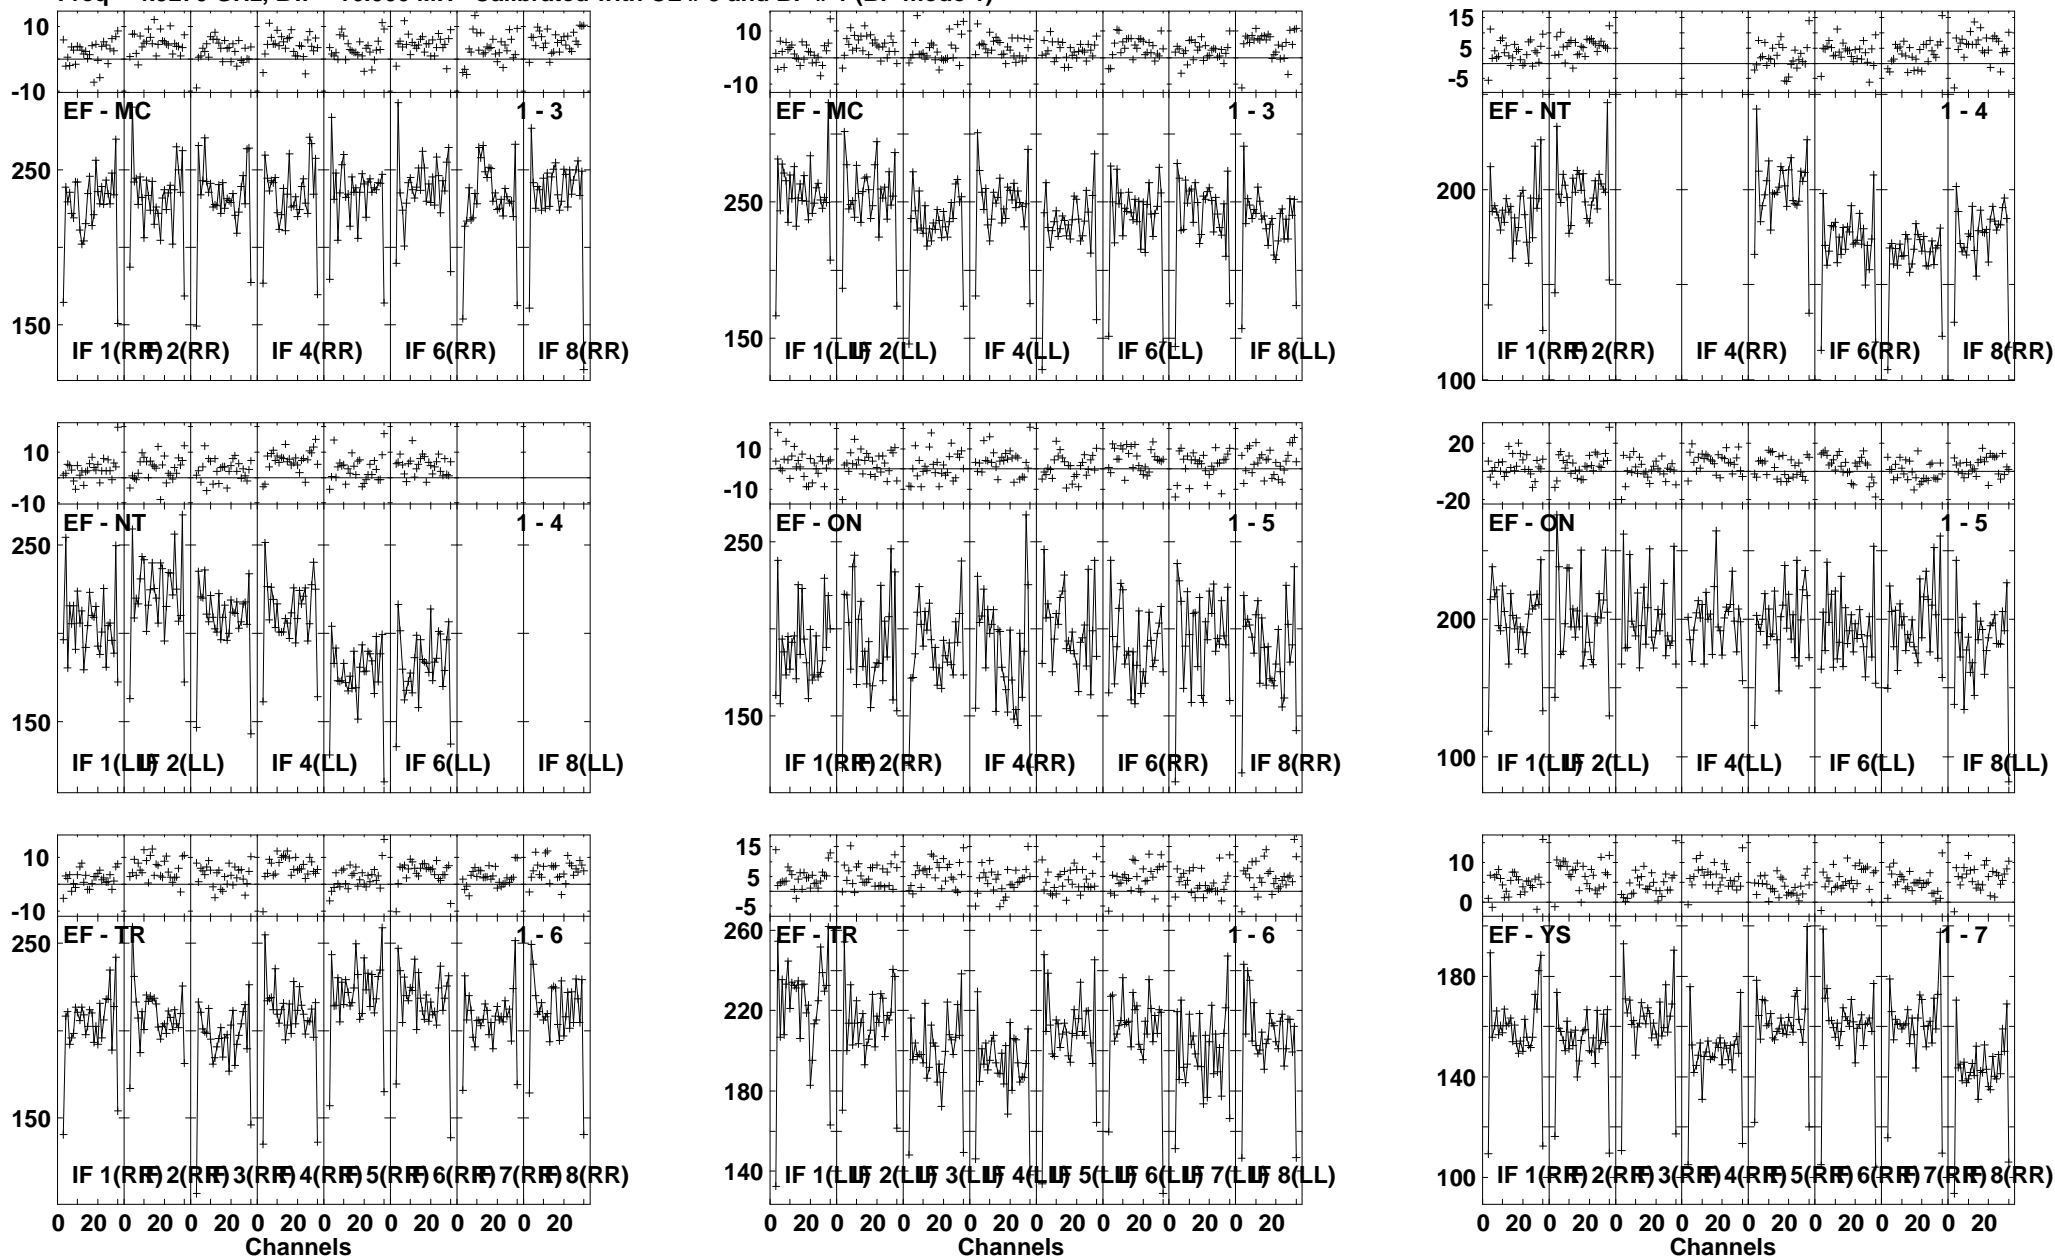 10 10 15
-10 -10 5
-5
EF - MC 1 - 3 EF - MC 1 - 3 EF - NT 1 - 4
250 250 200
150 150 100
IF 1(RR) IF 2(RR) IF 4(RR) IF 6(RR) IF 8(RR) IF 1(LL) IF 2(LL) IF 4(LL) IF 6(LL) IF 8(LL) IF 1(RR) IF 2(RR) IF 4(RR) IF 6(RR) IF 8(RR)
10 10 20
-10 -10 -20
EF - NT 1 - 4 EF - ON 1 - 5 EF - ON 1 - 5
250 250 200
150 150 100
IF 1(LL) IF 2(LL) IF 4(LL) IF 6(LL) IF 8(LL) IF 1(RR) IF 2(RR) IF 4(RR) IF 6(RR) IF 8(RR) IF 1(LL) IF 2(LL) IF 4(LL) IF 6(LL) IF 8(LL)
10 15 10
-10 5 0
-5
EF - TR 1 - 6 EF - TR 1 - 6 EF - YS 1 - 7
250 260 180
150 220 140
180 100
140
IF 1(RR) IF 2(RR) IF 3(RR) IF 4(RR) IF 5(RR) IF 6(RR) IF 7(RR) IF 8(RR) IF 1(LL) IF 2(LL) IF 3(LL) IF 4(LL) IF 5(LL) IF 6(LL) IF 7(LL) IF 8(LL) IF 1(RR) IF 2(RR) IF 3(RR) IF 4(RR) IF 5(RR) IF 6(RR) IF 7(RR) IF 8(RR)
0 20 0 20 0 20 0 20 0 20 0 20 0 20 0 20 0 20 0 20 0 20 0 20 0 20 0 20 0 20 0 20 0 20 0 20 0 20 0 20 0 20 0 20 0 20 0 20
Channels Channels Channels